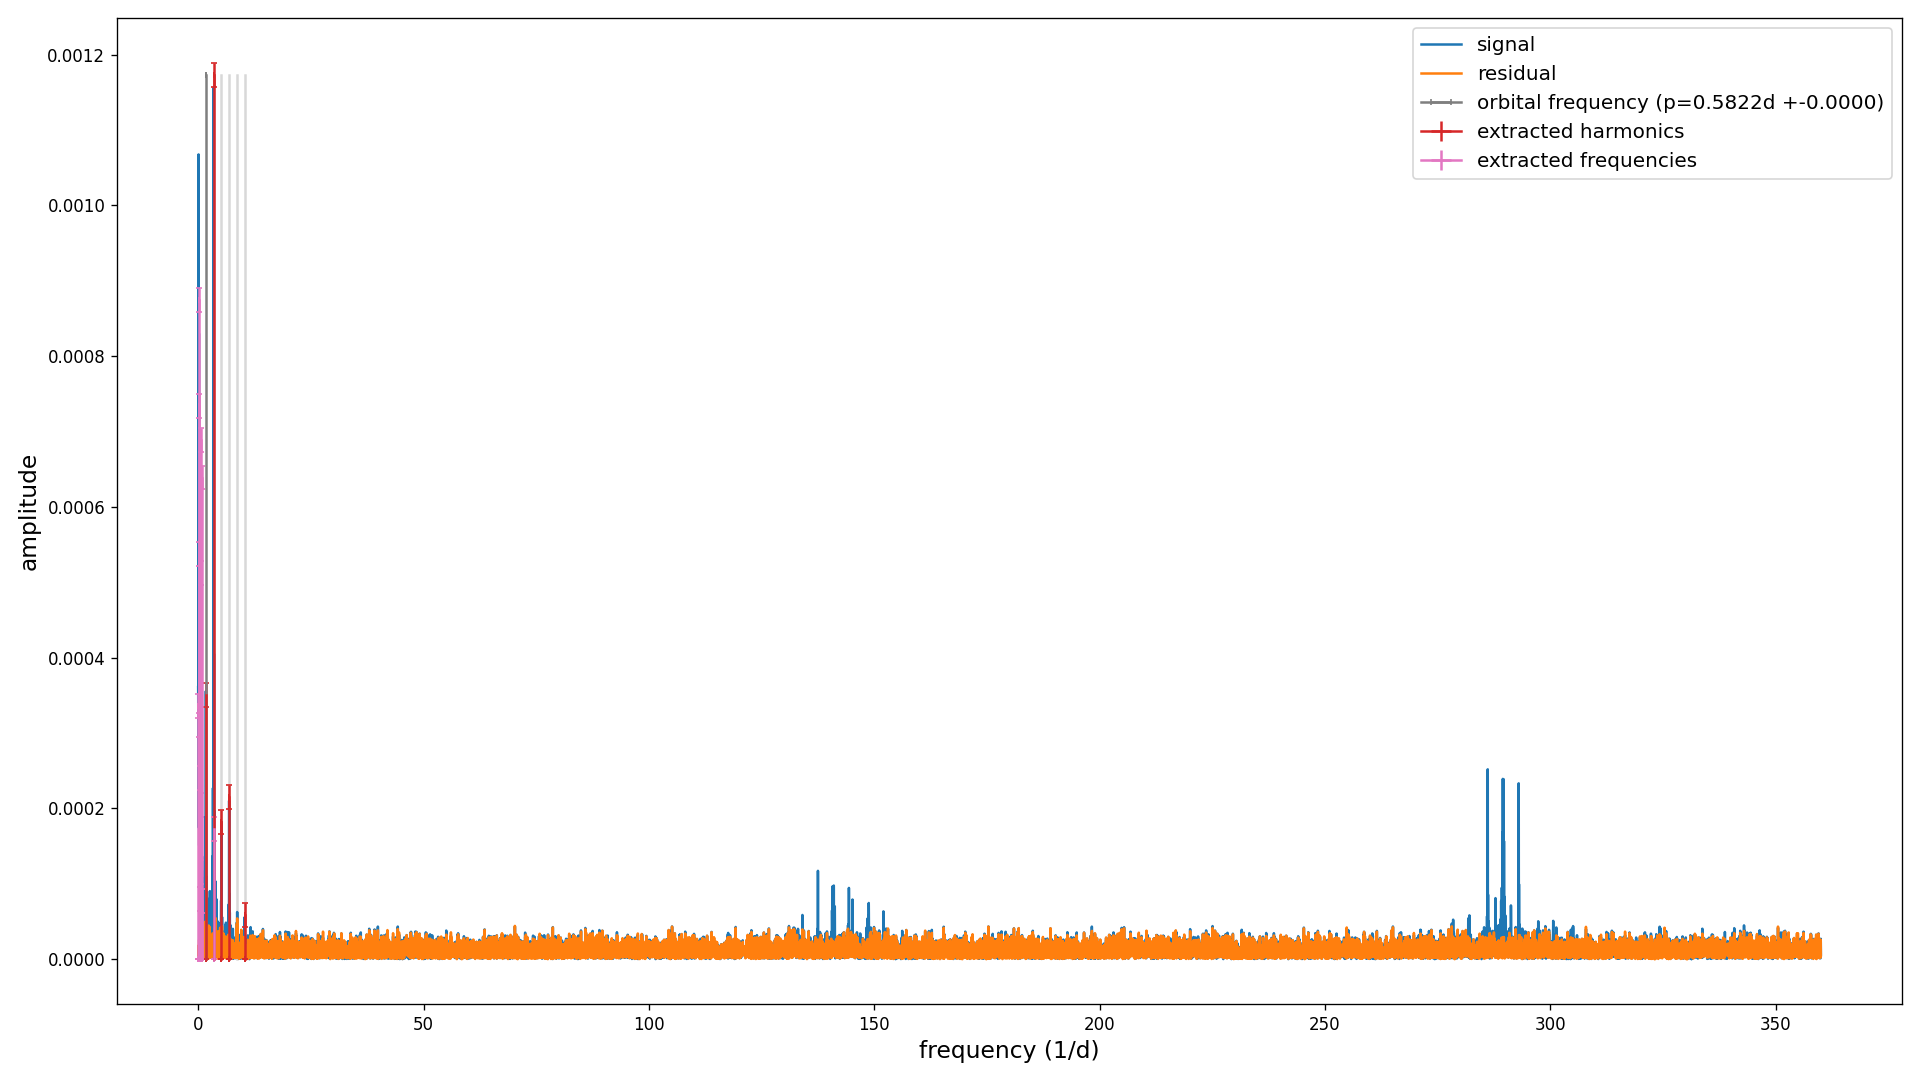 signal
residual
orbital frequency (p=0.5822d +-0.0000)
extracted harmonics
extracted frequencies
0.0012
0.0010
0.0008
0.0006
0.0004
0.0002
0.0000
amplitude
0 50 100 150 200 250 300 350
frequency (1/d)